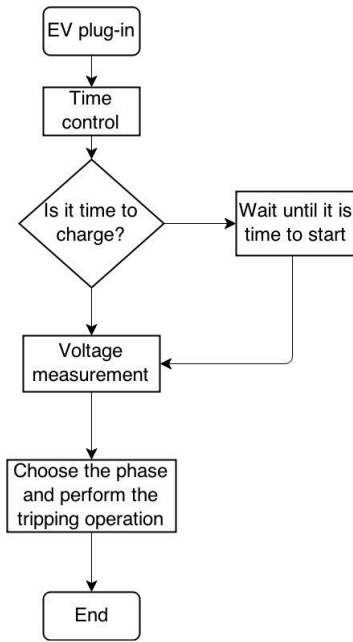 EV plug-in
Time
control
Is it time to
charge?
Wait until it is
time to start
Voltage
measurement
Choose the phase
and perform the
tripping operation
End